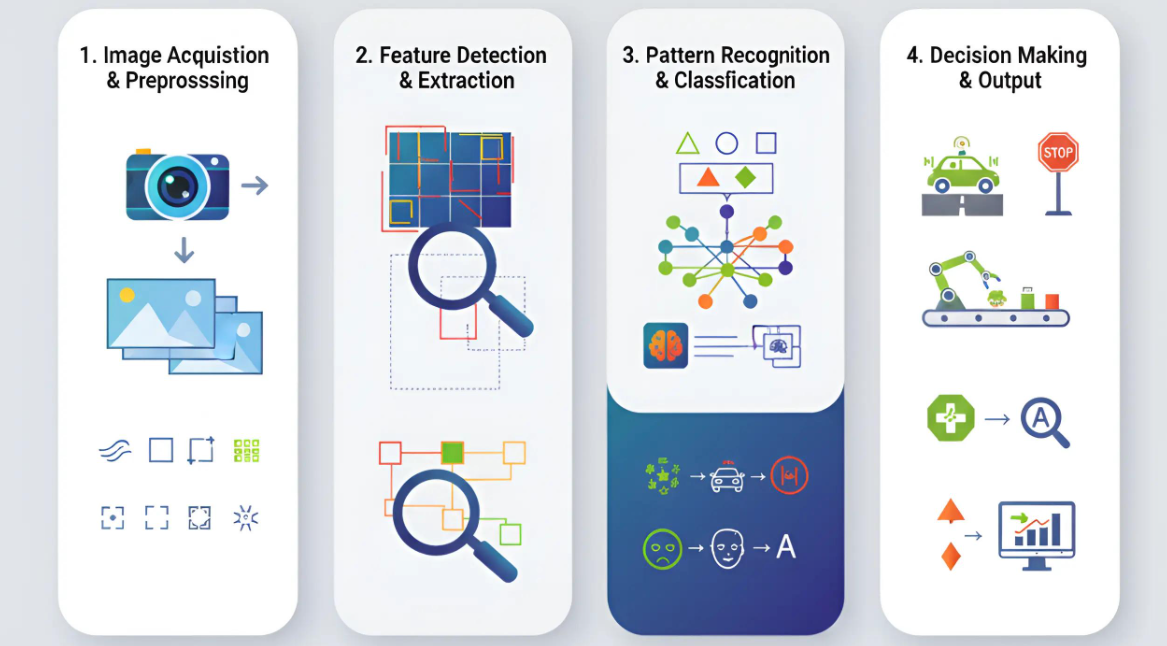 1. Image Acquistion
& Preprosssing
2. Feature Detection
& Extraction
3. Pattern Recognition
& Classfication
4. Decision Making
& Output
STOP
A
A